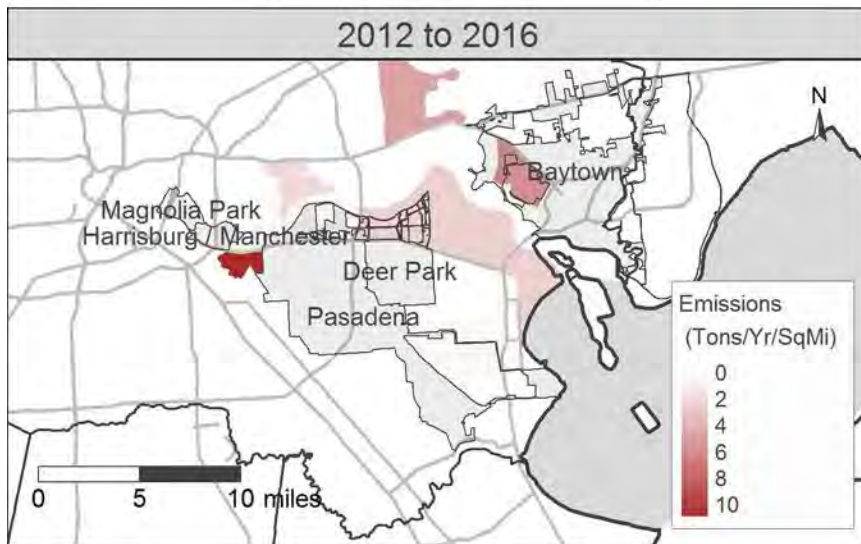 2012 to 2016
N
Baytown
Magnolia Park
Harrisburg Manchester
Deer Park
Pasadena
Emissions
(Tons/Yr/SqMi)
0
2
4
6
8
10
0 5 10 miles